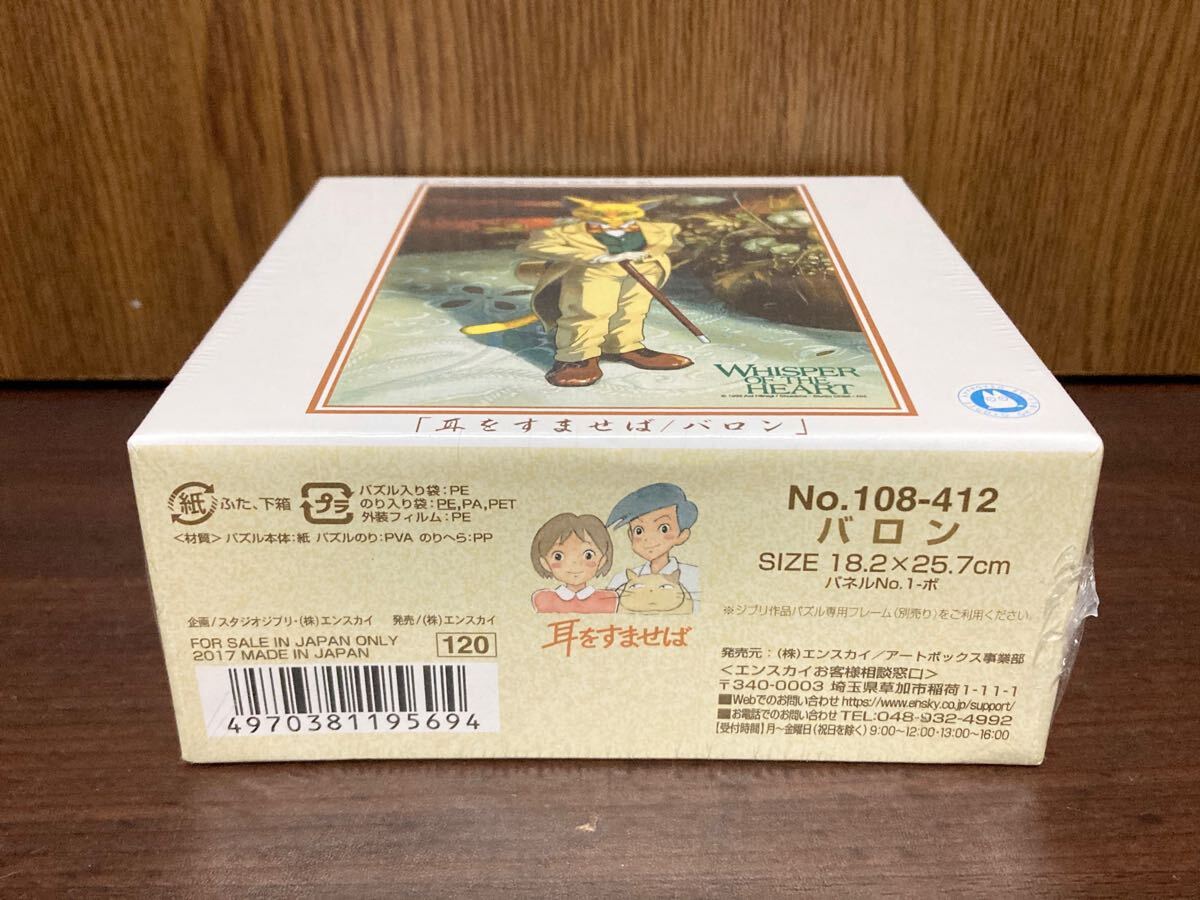 WHISPER
OF THE
HEART
「耳をすませば/バロン」
紙 ふた、下箱
プラ
パズル入り袋:PE
のり入り袋:PE,PA,PET
外装フィルム:PE
<材質>パズル本体:紙 パズルのり:PVA のりへら:PP
企画/スタジオジブリ・(株)エンスカイ 発売/(株)エンスカイ
FOR SALE IN JAPAN ONLY
2017 MADE IN JAPAN
120
4970381195694
耳をすませば
No.108-412
バロン
SIZE 18.2×25.7cm
パネルNo.1-ボ
※ジブリ作品パズル専用フレーム(別売り)をご利用ください。
発売元:(株)エンスカイ/アートボックス事業部
<エンスカイお客様相談窓口>
〒340-0003 埼玉県草加市稲荷1-11-1
■Webでのお問い合わせ https://www.ensky.co.jp/support/
■お電話でのお問い合わせ TEL:048-932-4992
【受付時間】月〜金曜日(祝日を除く)9:00〜12:00・13:00〜16:00